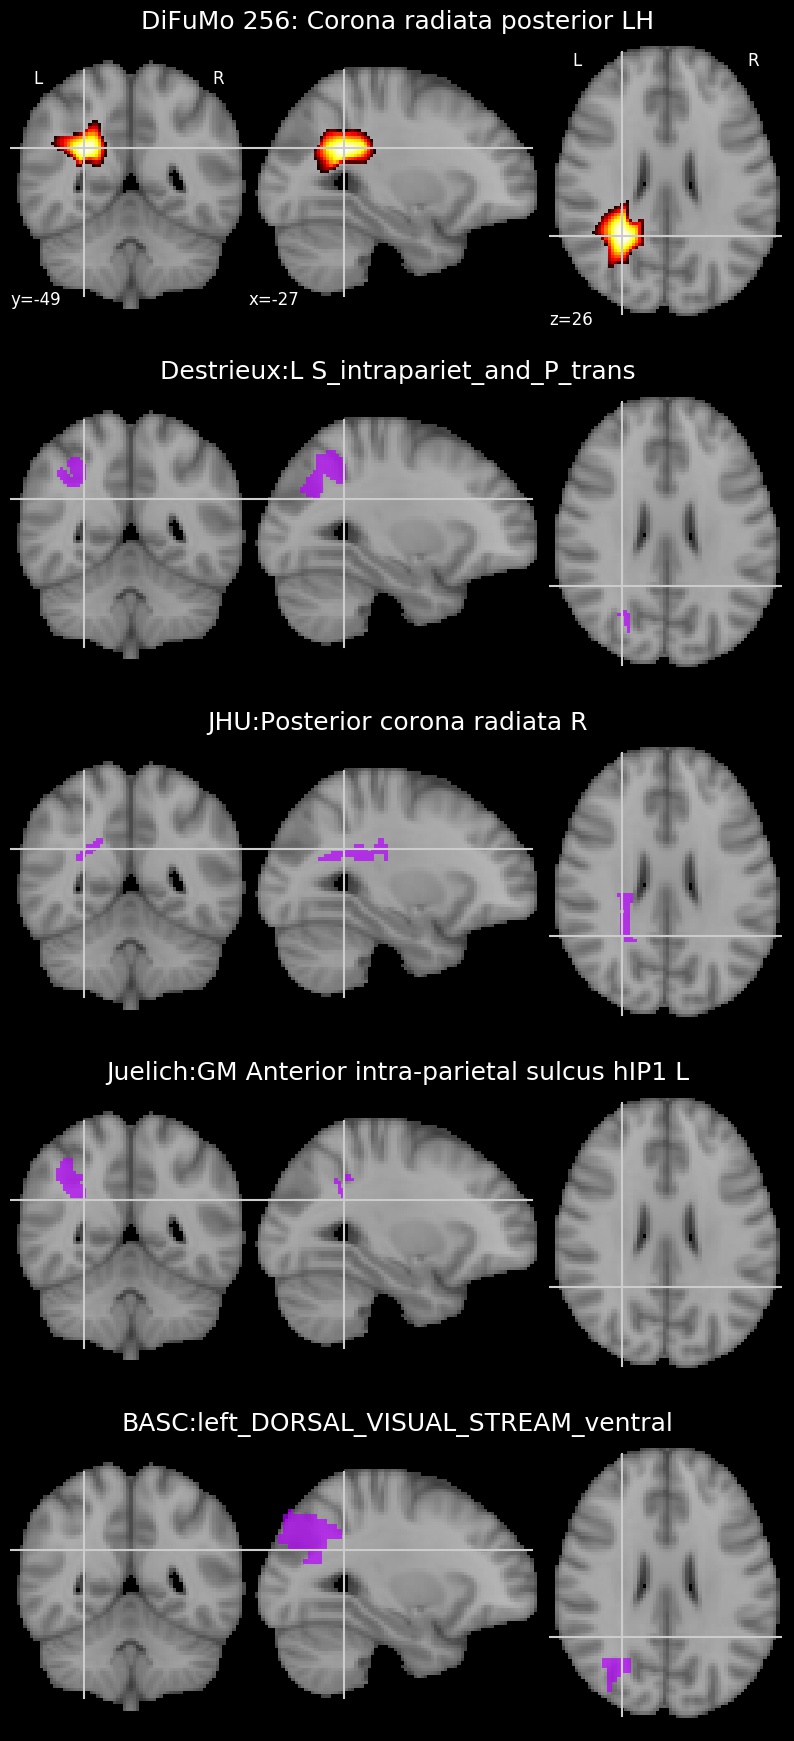 DiFuMo 256: Corona radiata posterior LH
L R L R
y=-49 x=-27 z=26
Destrieux:L S_intrapariet_and_P_trans
JHU:Posterior corona radiata R
Juelich:GM Anterior intra-parietal sulcus hIP1 L
BASC:left_DORSAL_VISUAL_STREAM_ventral